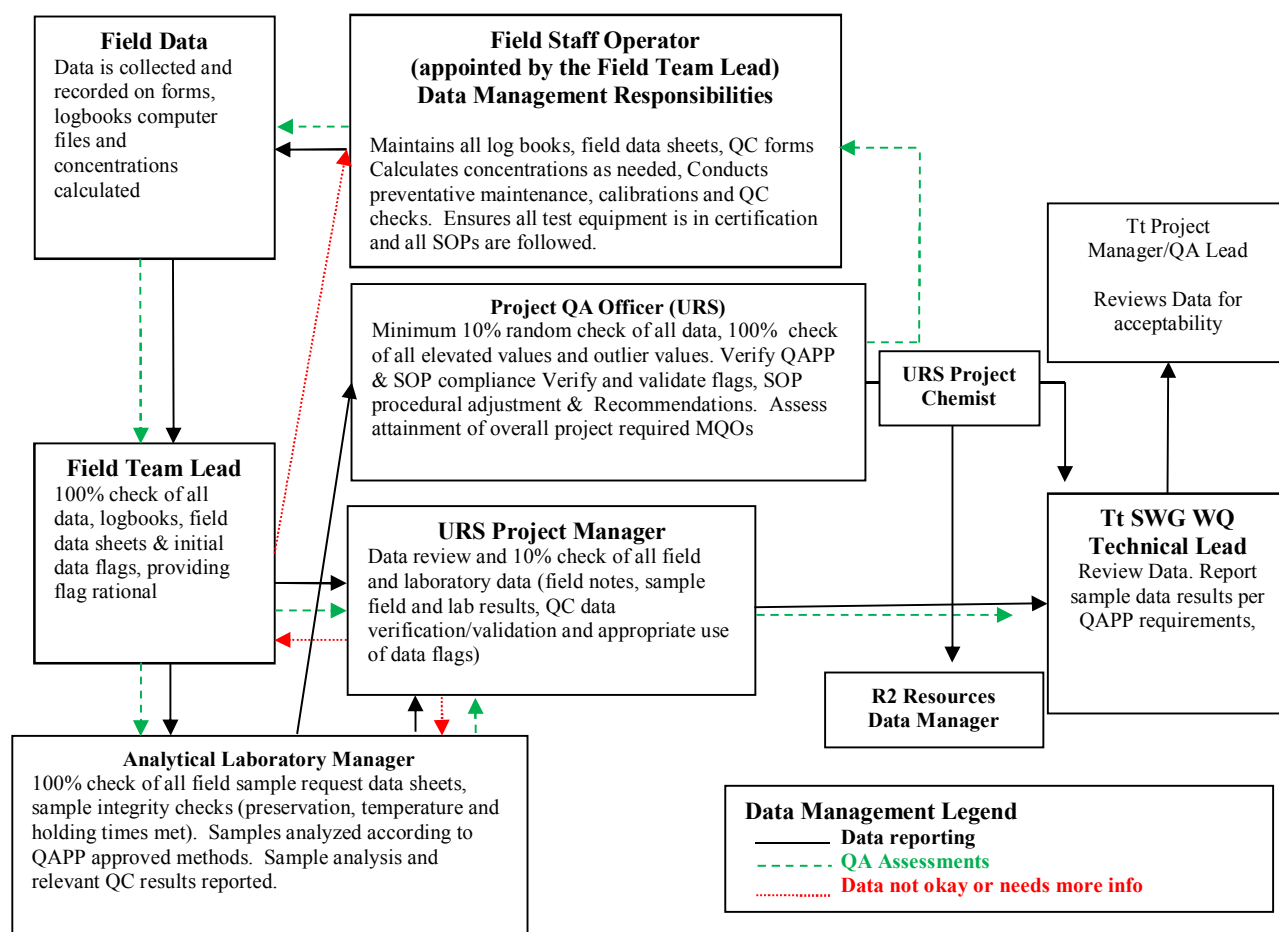 Field Data
Data is collected and
recorded on forms,
logbooks computer
files and
concentrations
calculated
Field Staff Operator
(appointed by the Field Team Lead)
Data Management Responsibilities
Maintains all log books, field data sheets, QC forms
Calculates concentrations as needed, Conducts
preventative maintenance, calibrations and QC
checks.  Ensures all test equipment is in certification
and all SOPs are followed.
Tt Project
Manager/QA Lead
Reviews Data for
acceptability
Project QA Officer (URS)
Minimum 10% random check of all data, 100%  check
of all elevated values and outlier values. Verify QAPP
& SOP compliance Verify and validate flags, SOP
procedural adjustment &  Recommendations.  Assess
attainment of overall project required MQOs
URS Project
Chemist
Field Team Lead
100% check of all
data, logbooks, field
data sheets & initial
data flags, providing
flag rational
URS Project Manager
Data review and 10% check of all field
and laboratory data (field notes, sample
field and lab results, QC data
verification/validation and appropriate use
of data flags)
Tt SWG WQ
Technical Lead
Review Data. Report
sample data results per
QAPP requirements,
R2 Resources
Data Manager
Analytical Laboratory Manager
100% check of all field sample request data sheets,
sample integrity checks (preservation, temperature and
holding times met).  Samples analyzed according to
QAPP approved methods.  Sample analysis and
relevant QC results reported.
Data Management Legend
Data reporting
QA Assessments
Data not okay or needs more info